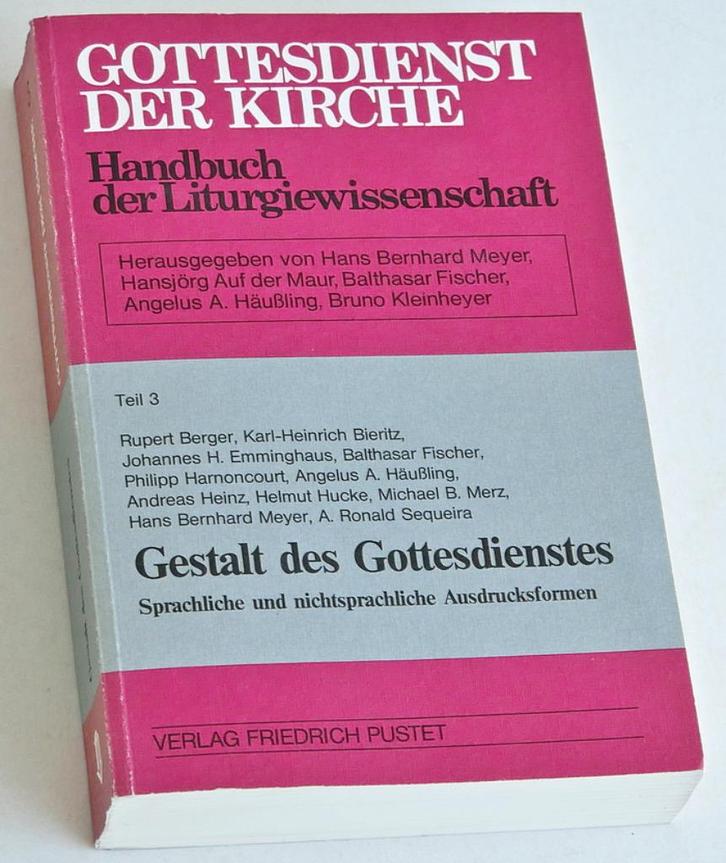 GOTTESDIENST
DER KIRCHE
Handbuch
der Liturgiewissenschaft
Herausgegeben von Hans Bernhard Meyer,
Hansjörg Auf der Maur, Balthasar Fischer,
Angelus A. Häußling, Bruno Kleinheyer
Teil 3
Rupert Berger, Karl-Heinrich Bieritz,
Johannes H. Emminghaus, Balthasar Fischer,
Philipp Harnoncourt, Angelus A. Häußling,
Andreas Heinz, Helmut Hucke, Michael B. Merz,
Hans Bernhard Meyer, A. Ronald Sequeira
Gestalt des Gottesdienstes
Sprachliche und nichtsprachliche Ausdrucksformen
VERLAG FRIEDRICH PUSTET